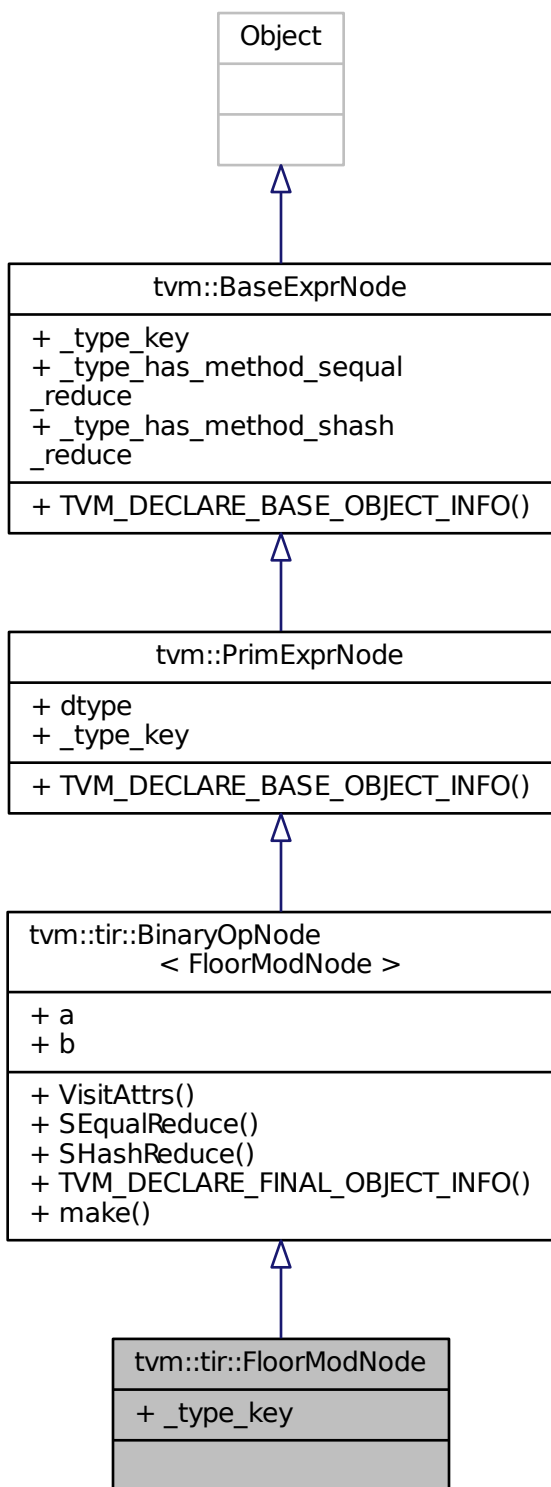 Object
tvm::BaseExprNode
+ _type_key
+ _type_has_method_sequal
_reduce
+ _type_has_method_shash
_reduce
+ TVM_DECLARE_BASE_OBJECT_INFO()
tvm::PrimExprNode
+ dtype
+ _type_key
+ TVM_DECLARE_BASE_OBJECT_INFO()
tvm::tir::BinaryOpNode
< FloorModNode >
+ a
+ b
+ VisitAttrs()
+ SEqualReduce()
+ SHashReduce()
+ TVM_DECLARE_FINAL_OBJECT_INFO()
+ make()
tvm::tir::FloorModNode
+ _type_key